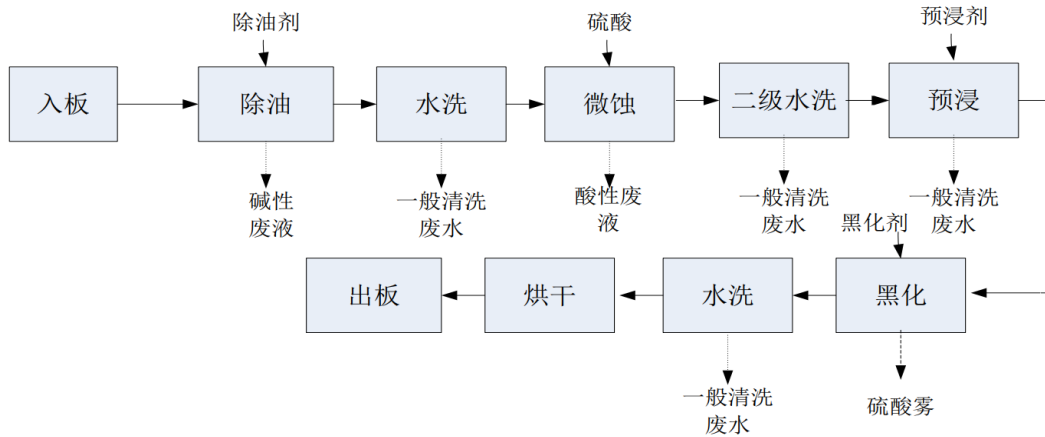 除油剂
硫酸
预浸剂
入板
除油
水洗
微蚀
二级水洗
预浸
碱性
废液
一般清洗
废水
酸性废
液
一般清洗
废水
一般清洗
废水
黑化剂
出板
烘干
水洗
黑化
一般清洗
废水
硫酸雾